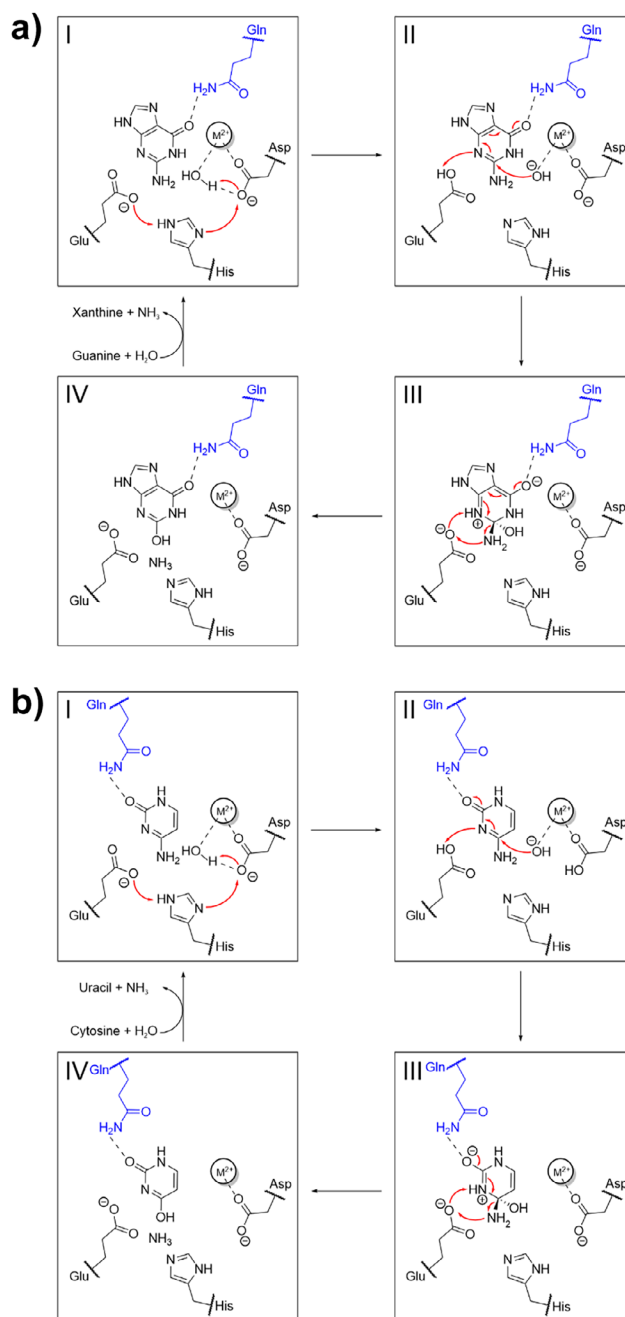 a)
I
Gln
H₂N
O
N
HN
O
M²⁺
N
NH
NH₂
HO
H
O
Asp
O
O⊖
O
O
⊖
HN
N
Glu
His
II
Gln
H₂N
O
N
HN
O
M²⁺
N
NH
NH₂
⊖
OH
O
Asp
O
O
⊖
HO
O
N
NH
Glu
His
Xanthine + NH₃
Guanine + H₂O
IV
Gln
H₂N
O
N
HN
O
M²⁺
N
NH
OH
O
Asp
O
O
⊖
⊖
O
O
NH₃
N
NH
Glu
His
III
Gln
H₂N
O
N
HN
O⊖
M²⁺
HN
⊕
NH
OH
H₂N
O
Asp
O
O
⊖
⊖
O
O
N
NH
Glu
His
b)
I
Gln
O
H₂N
H
O
N
M²⁺
N
NH₂
HO
H
O
Asp
O
O⊖
O
O
⊖
HN
N
Glu
His
II
Gln
O
H₂N
H
O
N
M²⁺
N
NH₂
⊖
OH
O
Asp
O
HO
HO
O
N
NH
Glu
His
Uracil + NH₃
Cytosine + H₂O
IV
Gln
O
H₂N
H
O
N
M²⁺
N
OH
O
Asp
O
O
⊖
⊖
O
O
NH₃
N
NH
Glu
His
III
Gln
O
H₂N
⊖
H
O
N
M²⁺
HN
⊕
OH
NH₂
O
Asp
O
O
⊖
⊖
O
O
N
NH
Glu
His